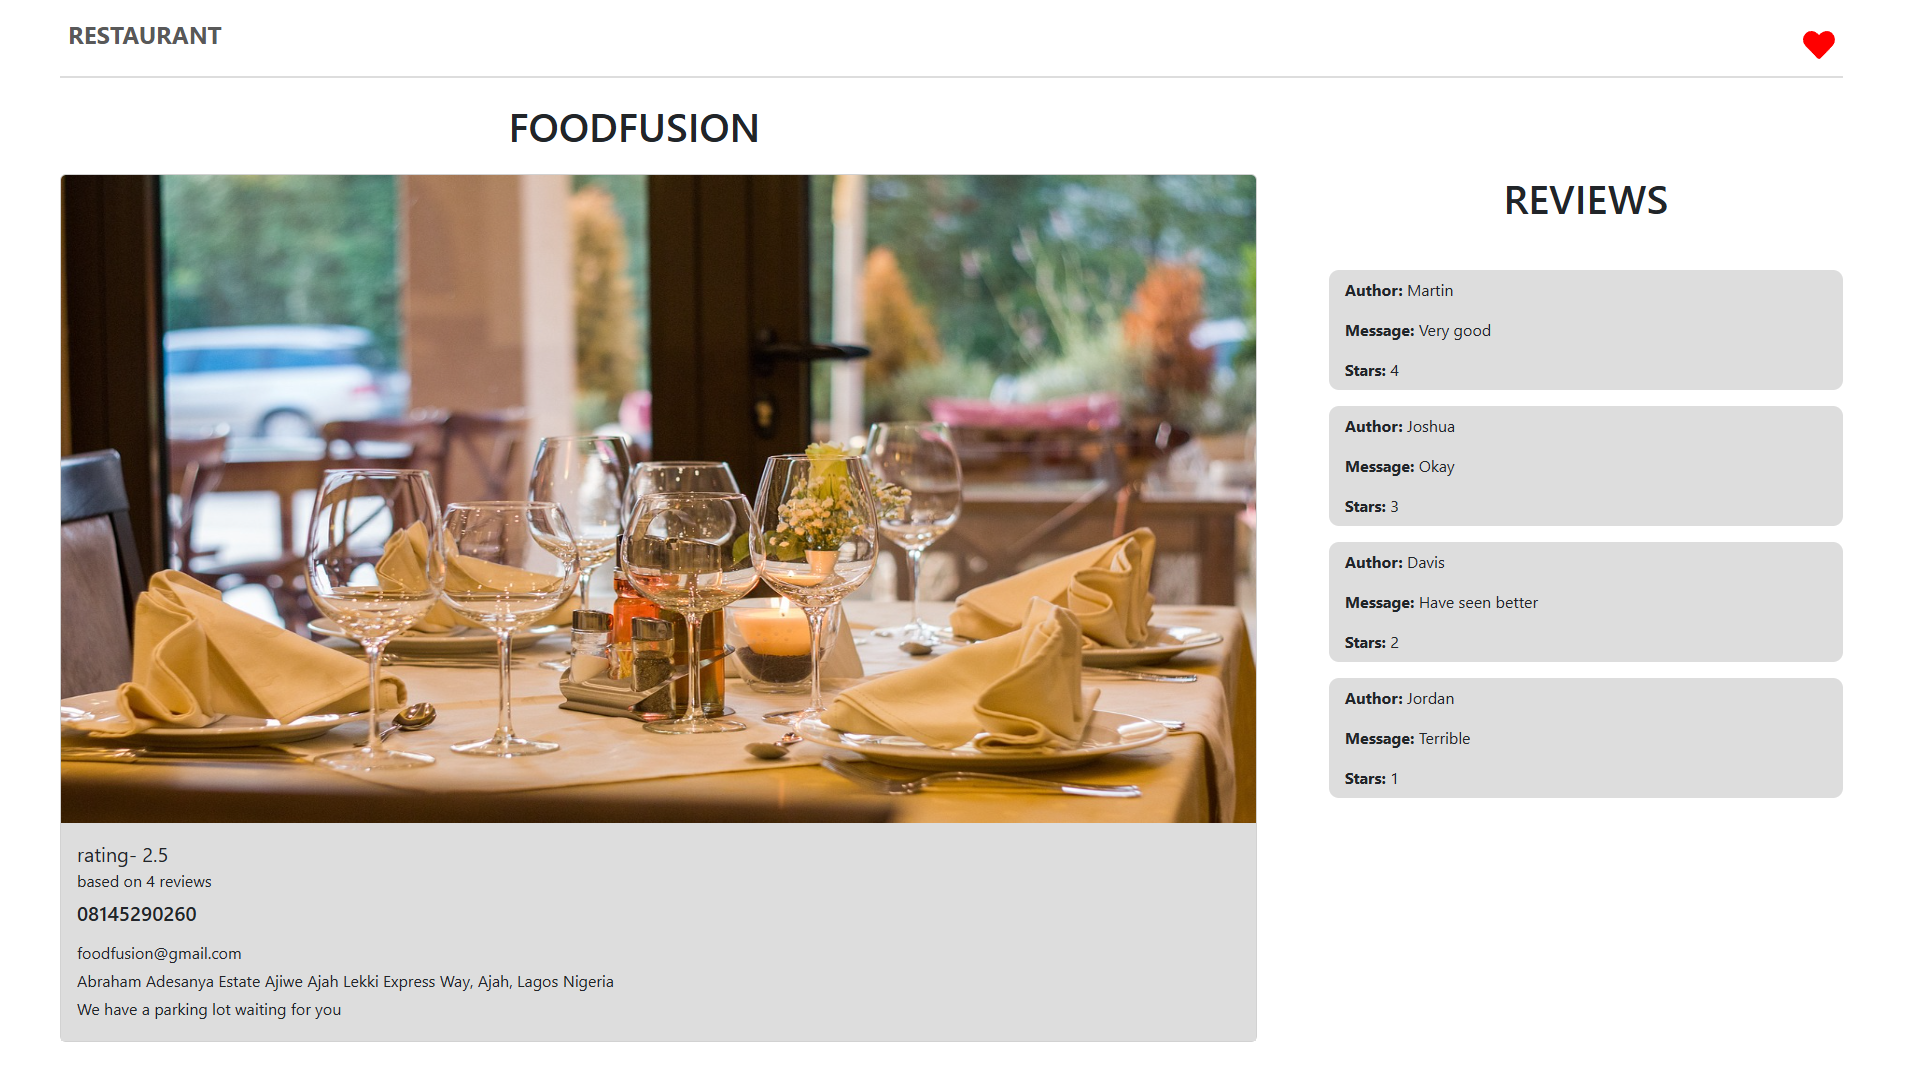 RESTAURANT
FOODFUSION
rating- 2.5
based on 4 reviews
08145290260
foodfusion@gmail.com
Abraham Adesanya Estate Ajiwe Ajah Lekki Express Way, Ajah, Lagos Nigeria
We have a parking lot waiting for you
REVIEWS
Author: Martin
Message: Very good
Stars: 4
Author: Joshua
Message: Okay
Stars: 3
Author: Davis
Message: Have seen better
Stars: 2
Author: Jordan
Message: Terrible
Stars: 1